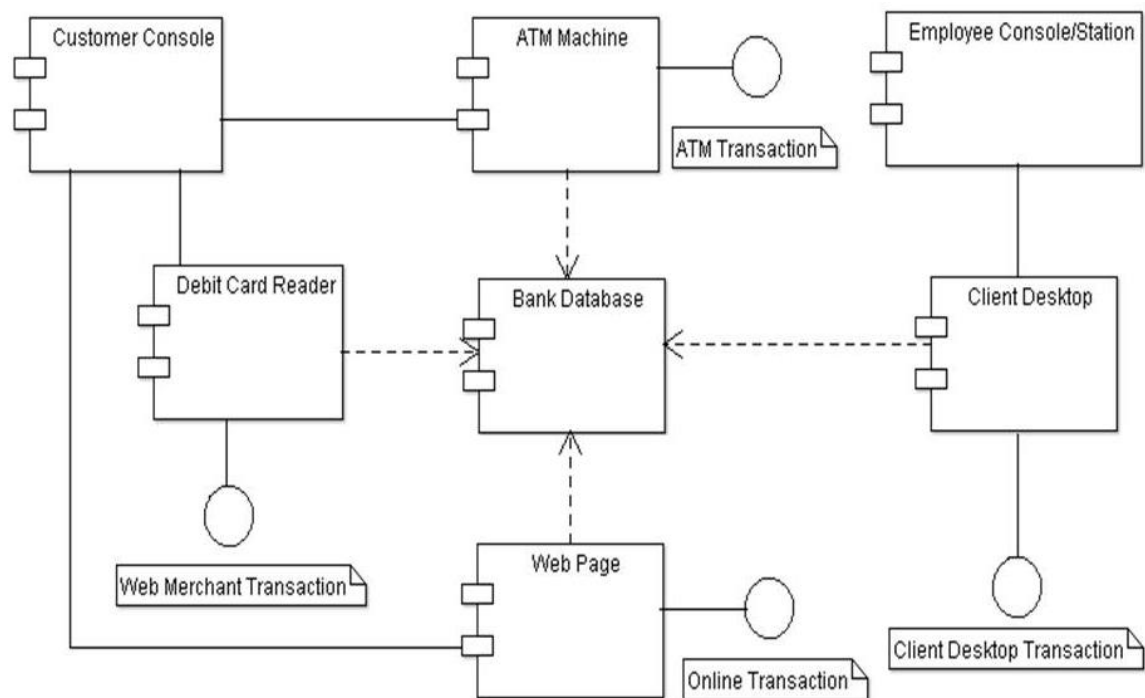 Customer Console
ATM Machine
Employee Console/Station
ATM Transaction
Debit Card Reader
Bank Database
Client Desktop
Web Merchant Transaction
Web Page
Online Transaction
Client Desktop Transaction